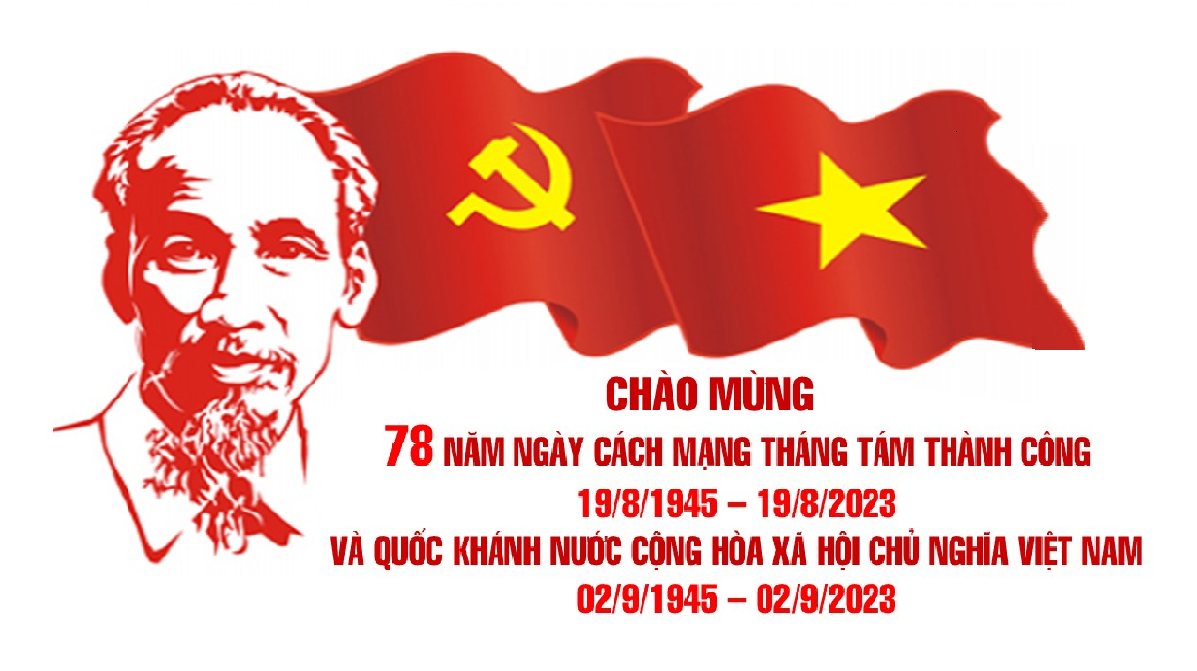 CHÀO MỪNG
78 NĂM NGÀY CÁCH MẠNG THÁNG TÁM THÀNH CÔNG
19/8/1945 – 19/8/2023
VÀ QUỐC KHÁNH NƯỚC CỘNG HÒA XÃ HỘI CHỦ NGHĨA VIỆT NAM
02/9/1945 – 02/9/2023